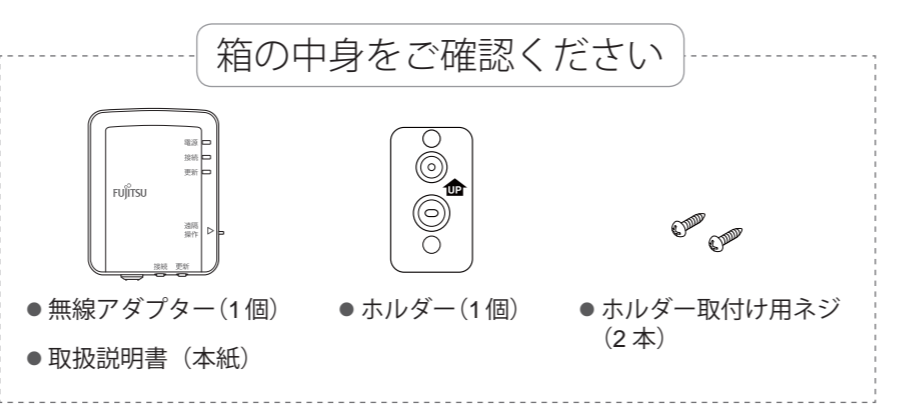 箱の中身をご確認ください
電源
接続
更新
FUJITSU
遠隔
操作
接続 更新
UP
●無線アダプター(1個)
●ホルダー(1個)
●ホルダー取付け用ネジ
(2本)
●取扱説明書(本紙)